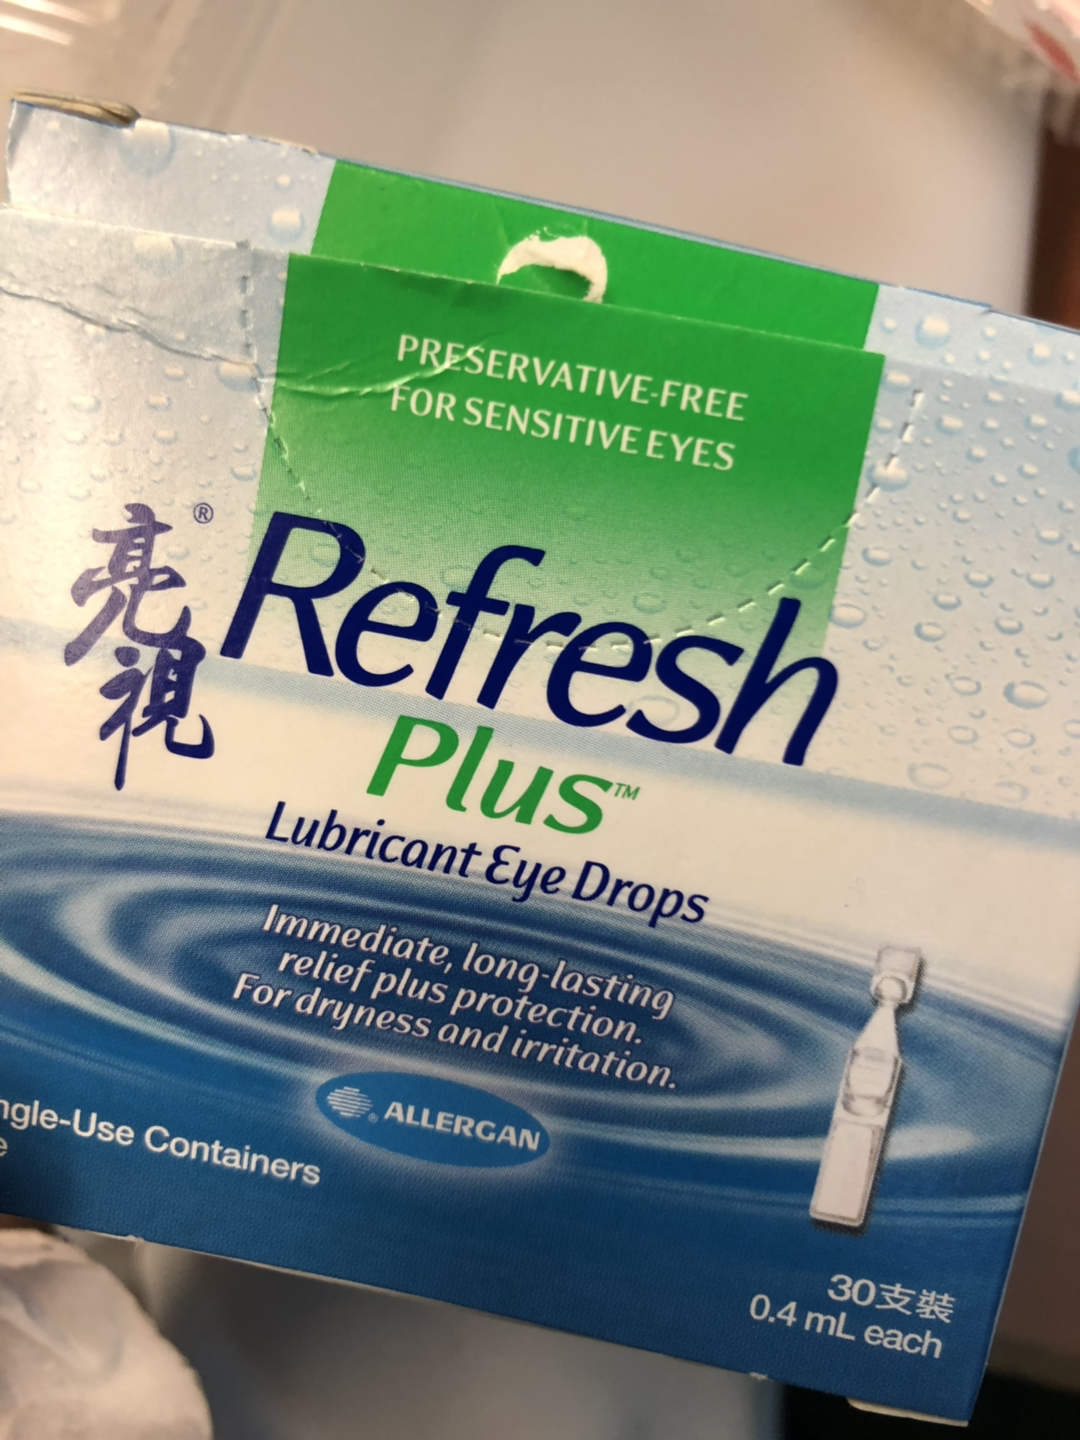 PRESERVATIVE-FREE
FOR SENSITIVE EYES
亮視®
Refresh
Plus™
Lubricant Eye Drops
Immediate, long-lasting
relief plus protection.
For dryness and irritation.
® ALLERGAN
ngle-Use Containers
e
30支裝
0.4 mL each